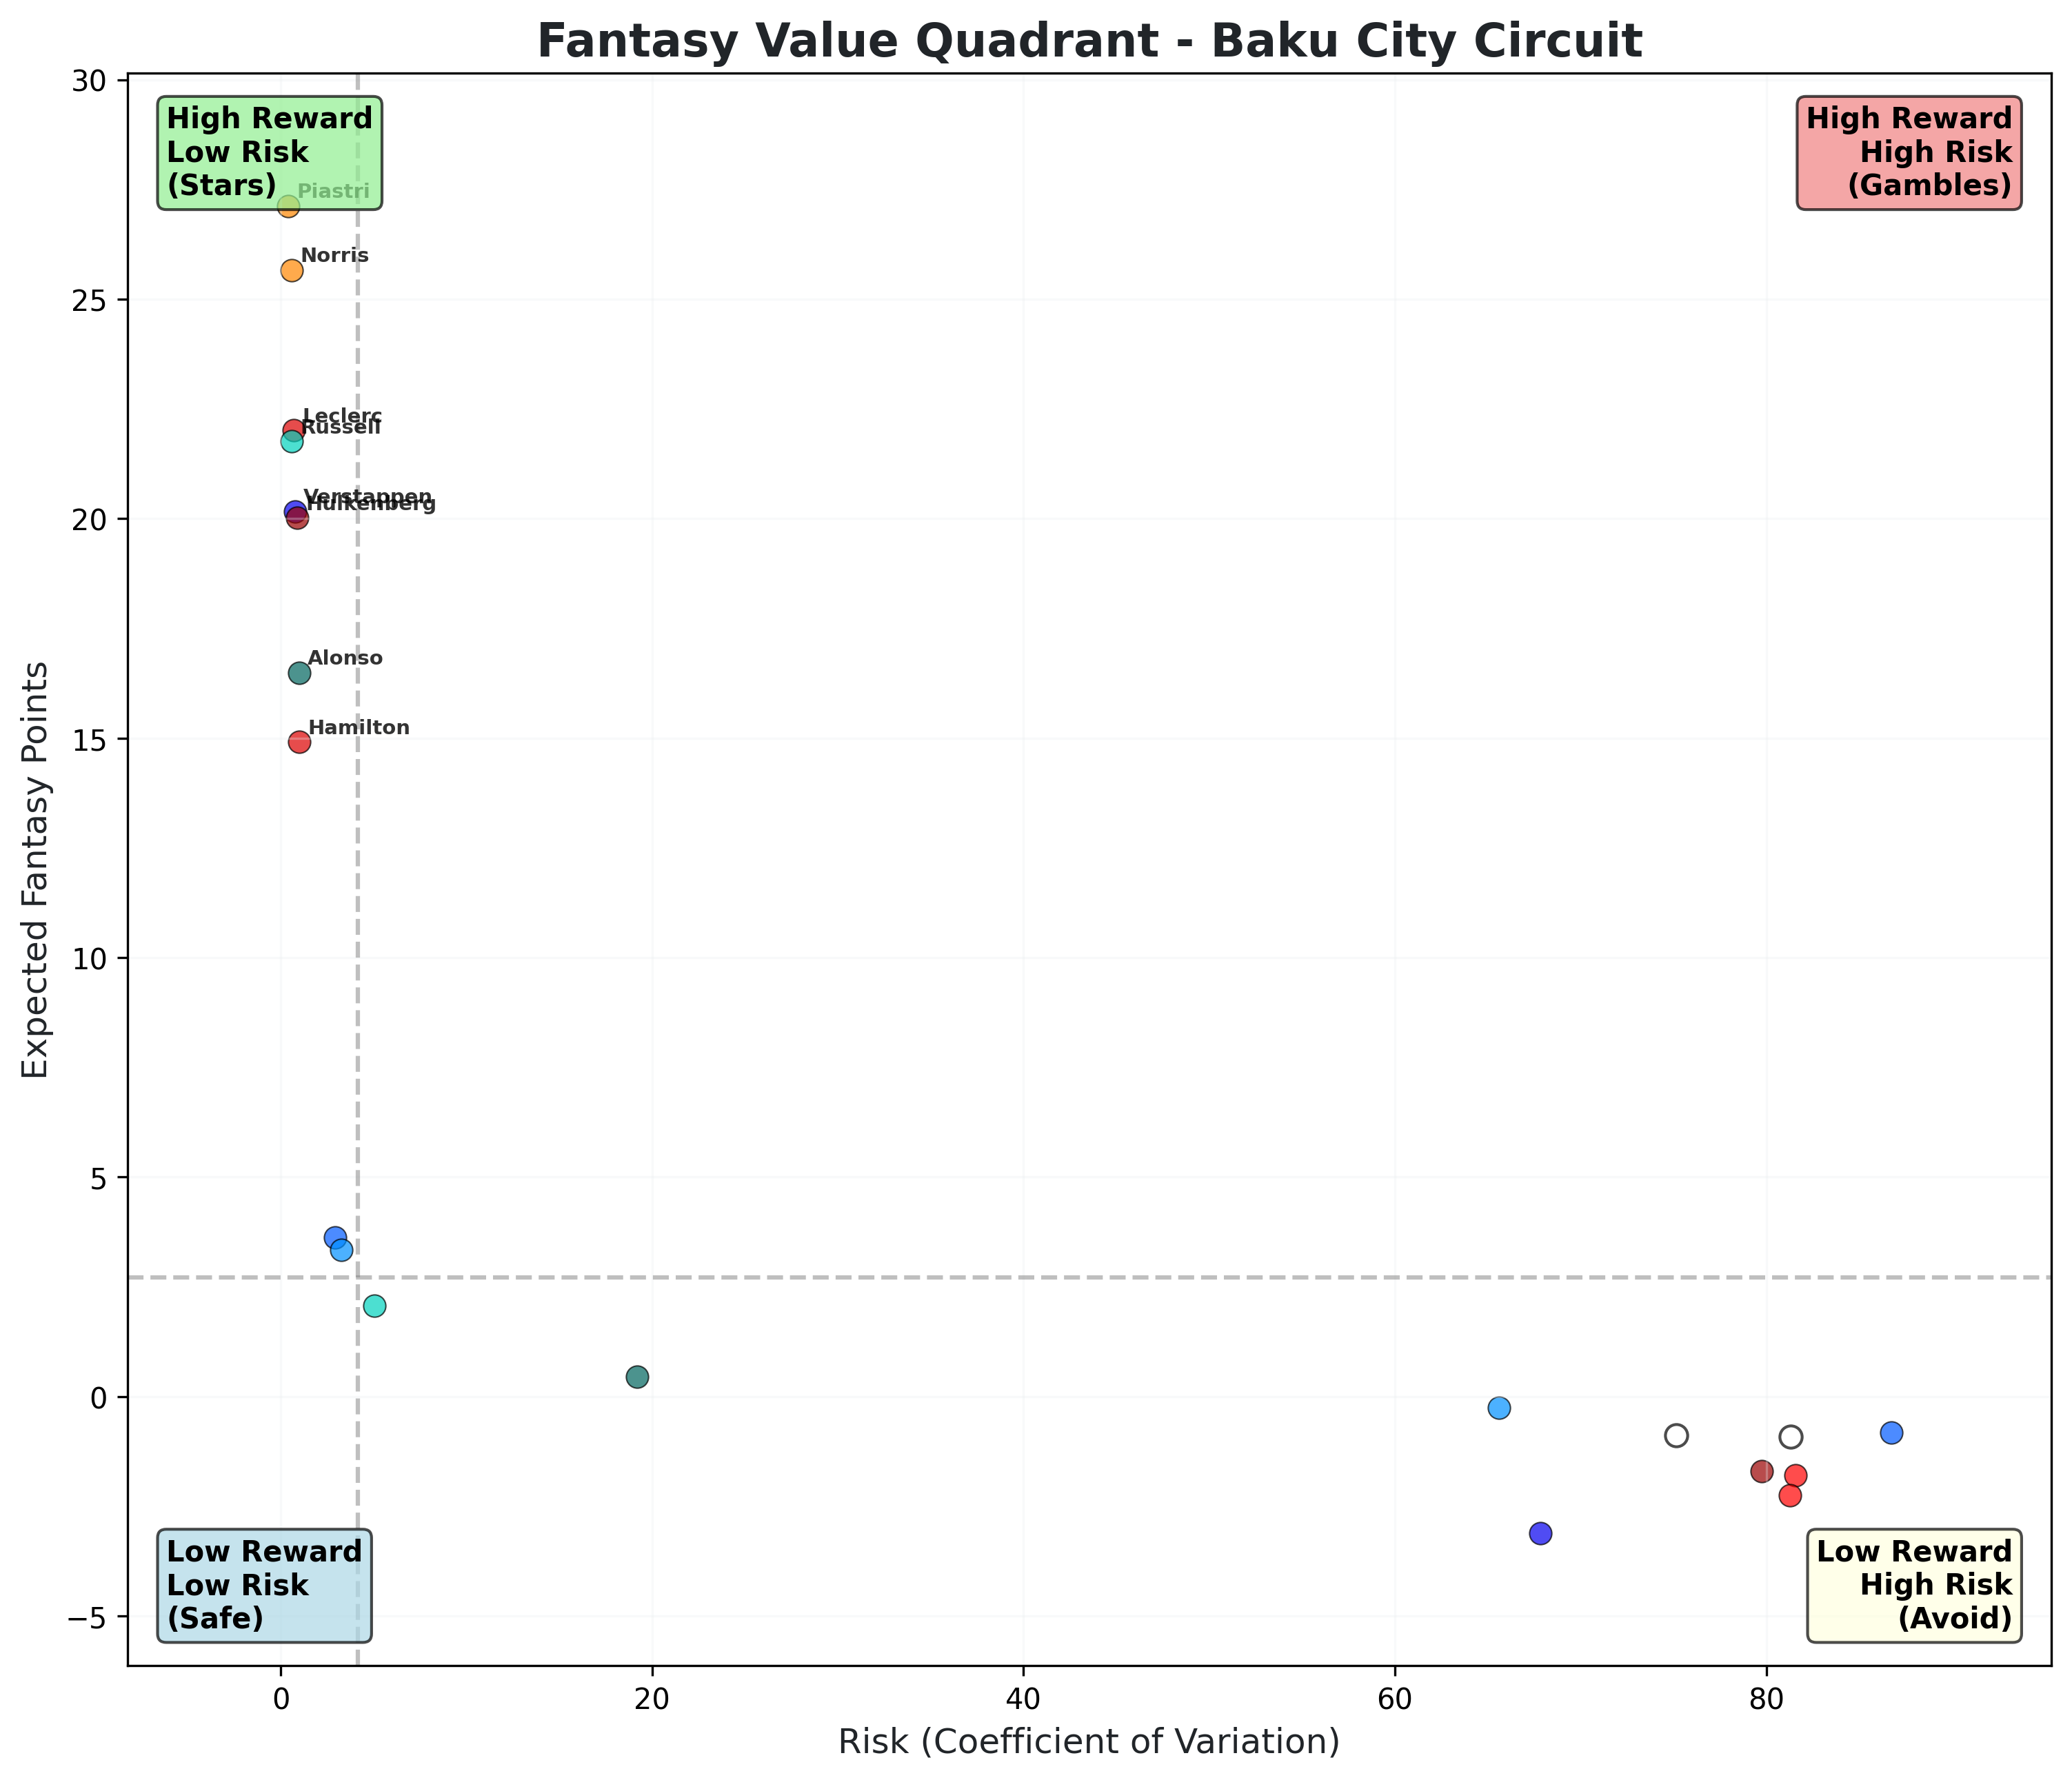 Fantasy Value Quadrant - Baku City Circuit
High Reward
Low Risk
(Stars)
High Reward
High Risk
(Gambles)
Piastri
Norris
Leclerc
Russell
Verstappen
Hulkenberg
Alonso
Hamilton
Low Reward
Low Risk
(Safe)
Low Reward
High Risk
(Avoid)
Expected Fantasy Points
30
25
20
15
10
5
0
−5
0
20
40
60
80
Risk (Coefficient of Variation)